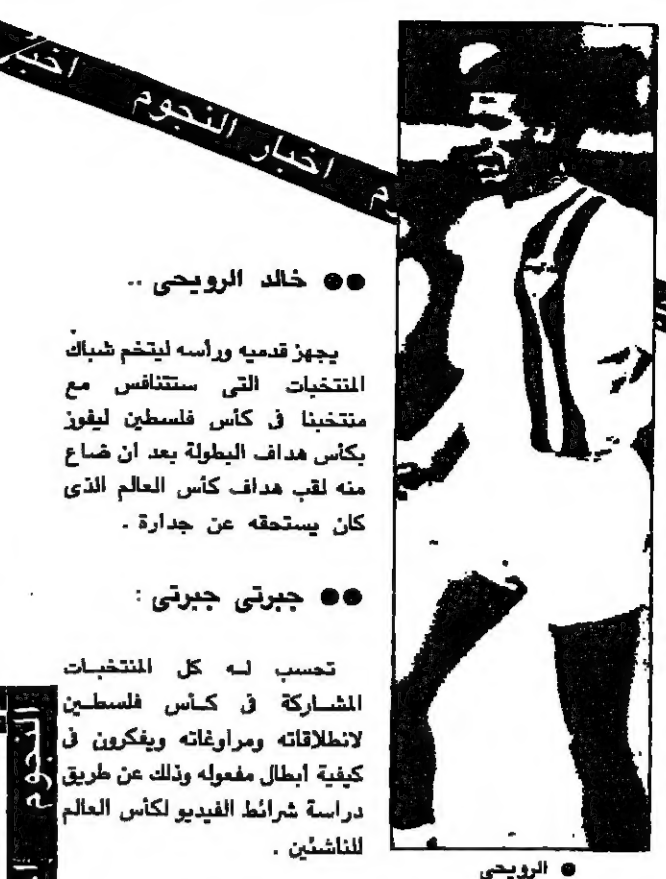 اخبار
اخبار النجوم
●● خالد الرويحى ..
يجهز قدميه ورأسه ليتخم شباك
المنتخبات التى ستتنافس مع
منتخبنا فى كأس فلسطين ليفوز
بكأس هداف البطولة بعد ان ضاع
منه لقب هداف كأس العالم الذى
كان يستحقه عن جدارة .
●● جبرتى جبرتى :
تحسب له كل المنتخبات
المشاركة فى كأس فلسطين
لانطلاقاته ومراوغاته ويفكرون فى
كيفية ابطال مفعوله وذلك عن طريق
دراسة شرائط الفيديو لكأس العالم
للناشئين .
النجوم
● الرويحى